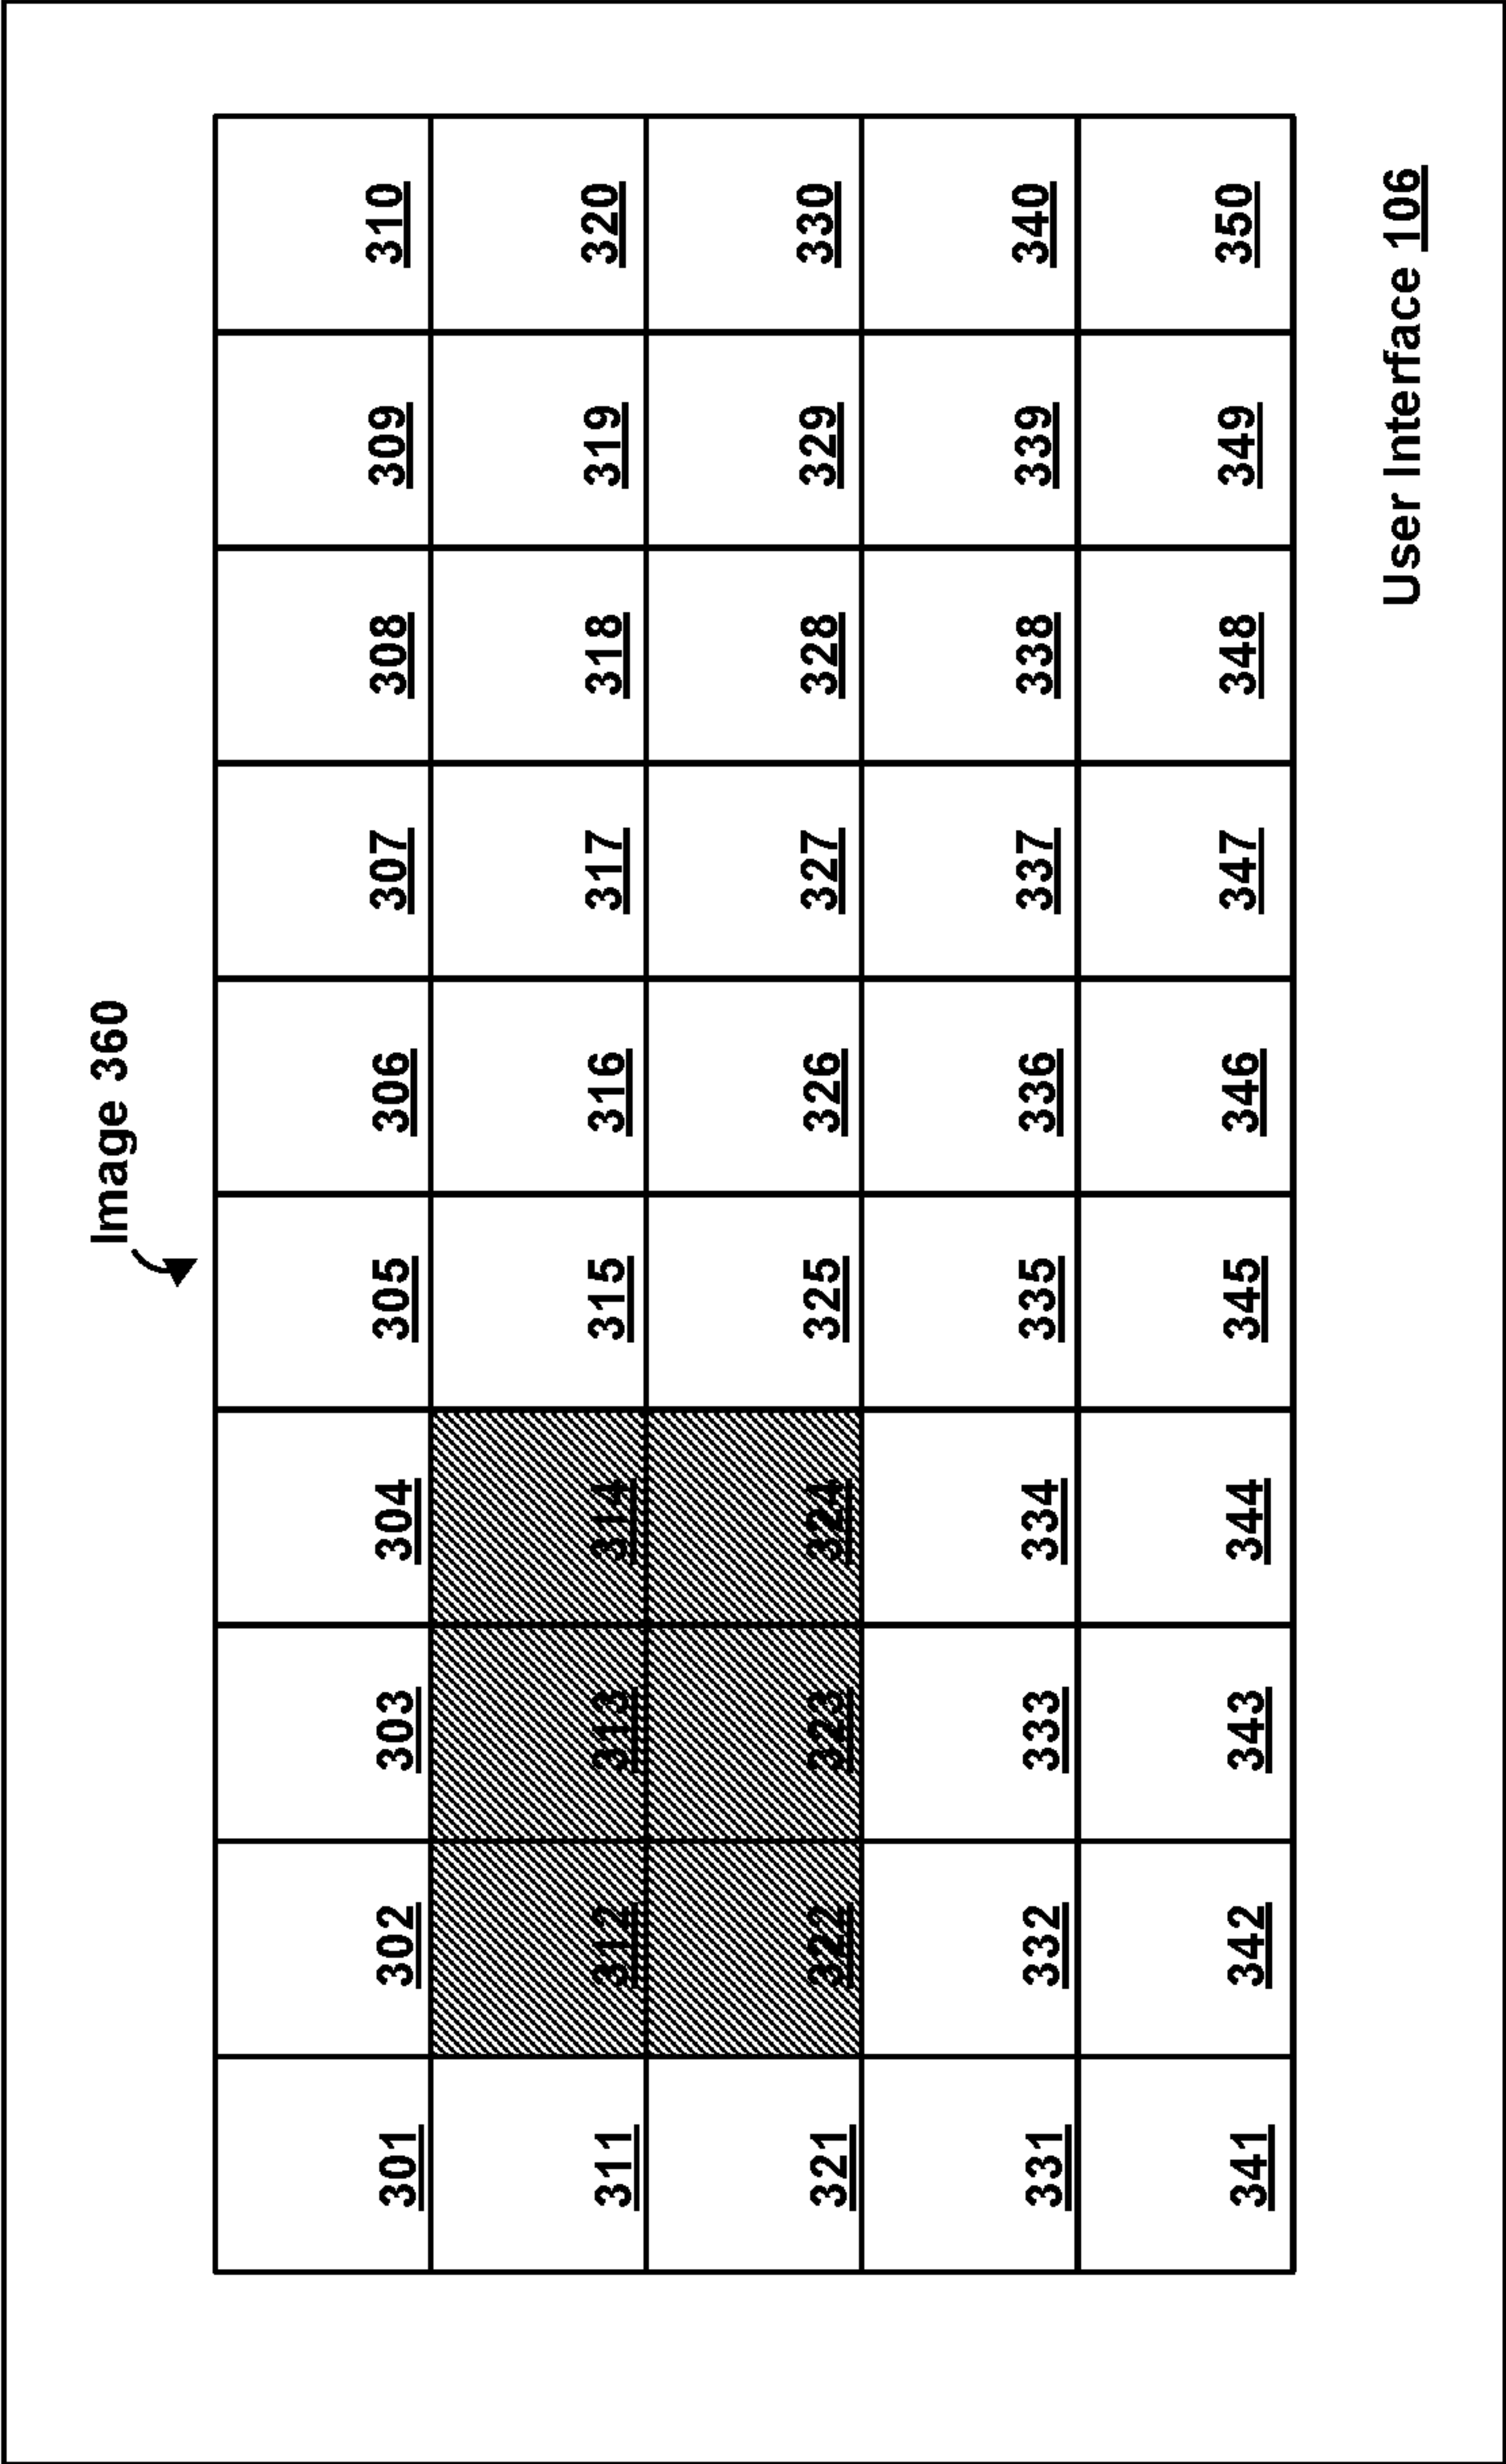 Image 360
301 302 303 304 305 306 307 308 309 310
311 312 313 314 315 316 317 318 319 320
321 322 323 324 325 326 327 328 329 330
331 332 333 334 335 336 337 338 339 340
341 342 343 344 345 346 347 348 349 350
User Interface 106